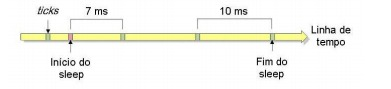 ticks
7 ms
10 ms
Linha de
tempo
Início do
sleep
Fim do
sleep